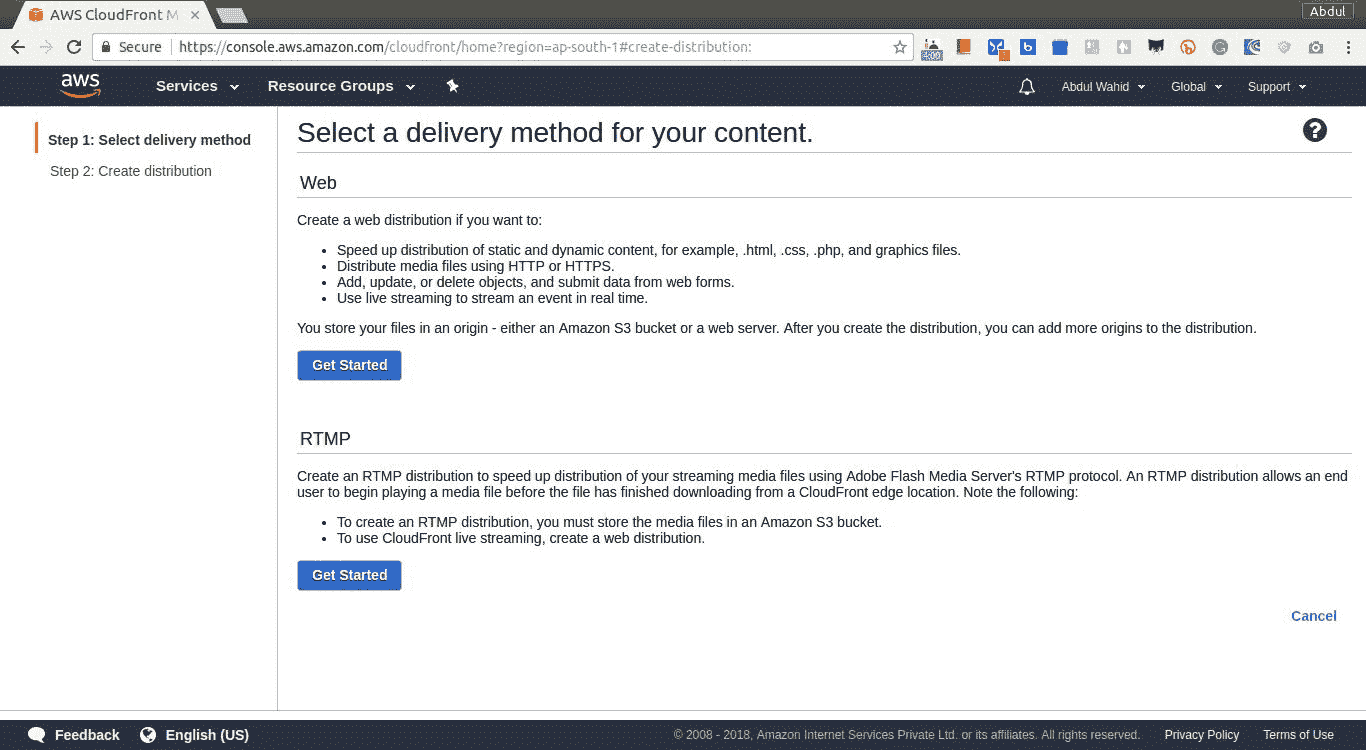 Abdul
AWS CloudFront M
Secure https://console.aws.amazon.com/cloudfront/home?region=ap-south-1#create-distribution:
aws Services Resource Groups Abdul Wahid Global Support
Step 1: Select delivery method
Step 2: Create distribution
Select a delivery method for your content.
Web
Create a web distribution if you want to:
• Speed up distribution of static and dynamic content, for example, .html, .css, .php, and graphics files.
• Distribute media files using HTTP or HTTPS.
• Add, update, or delete objects, and submit data from web forms.
• Use live streaming to stream an event in real time.
You store your files in an origin - either an Amazon S3 bucket or a web server. After you create the distribution, you can add more origins to the distribution.
Get Started
RTMP
Create an RTMP distribution to speed up distribution of your streaming media files using Adobe Flash Media Server's RTMP protocol. An RTMP distribution allows an end
user to begin playing a media file before the file has finished downloading from a CloudFront edge location. Note the following:
• To create an RTMP distribution, you must store the media files in an Amazon S3 bucket.
• To use CloudFront live streaming, create a web distribution.
Get Started
Cancel
Feedback English (US) © 2008 - 2018, Amazon Internet Services Private Ltd. or its affiliates. All rights reserved. Privacy Policy Terms of Use